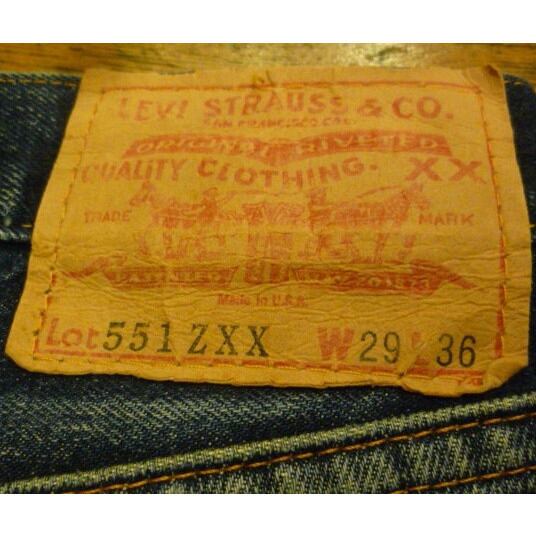 LEVI STRAUSS & CO.
SAN FRANCISCO CAL.
ORIGINAL RIVETED
QUALITY CLOTHING. XX
TRADE MARK
Made in U.S.A.
Lot 551 ZXX W 29 L 36